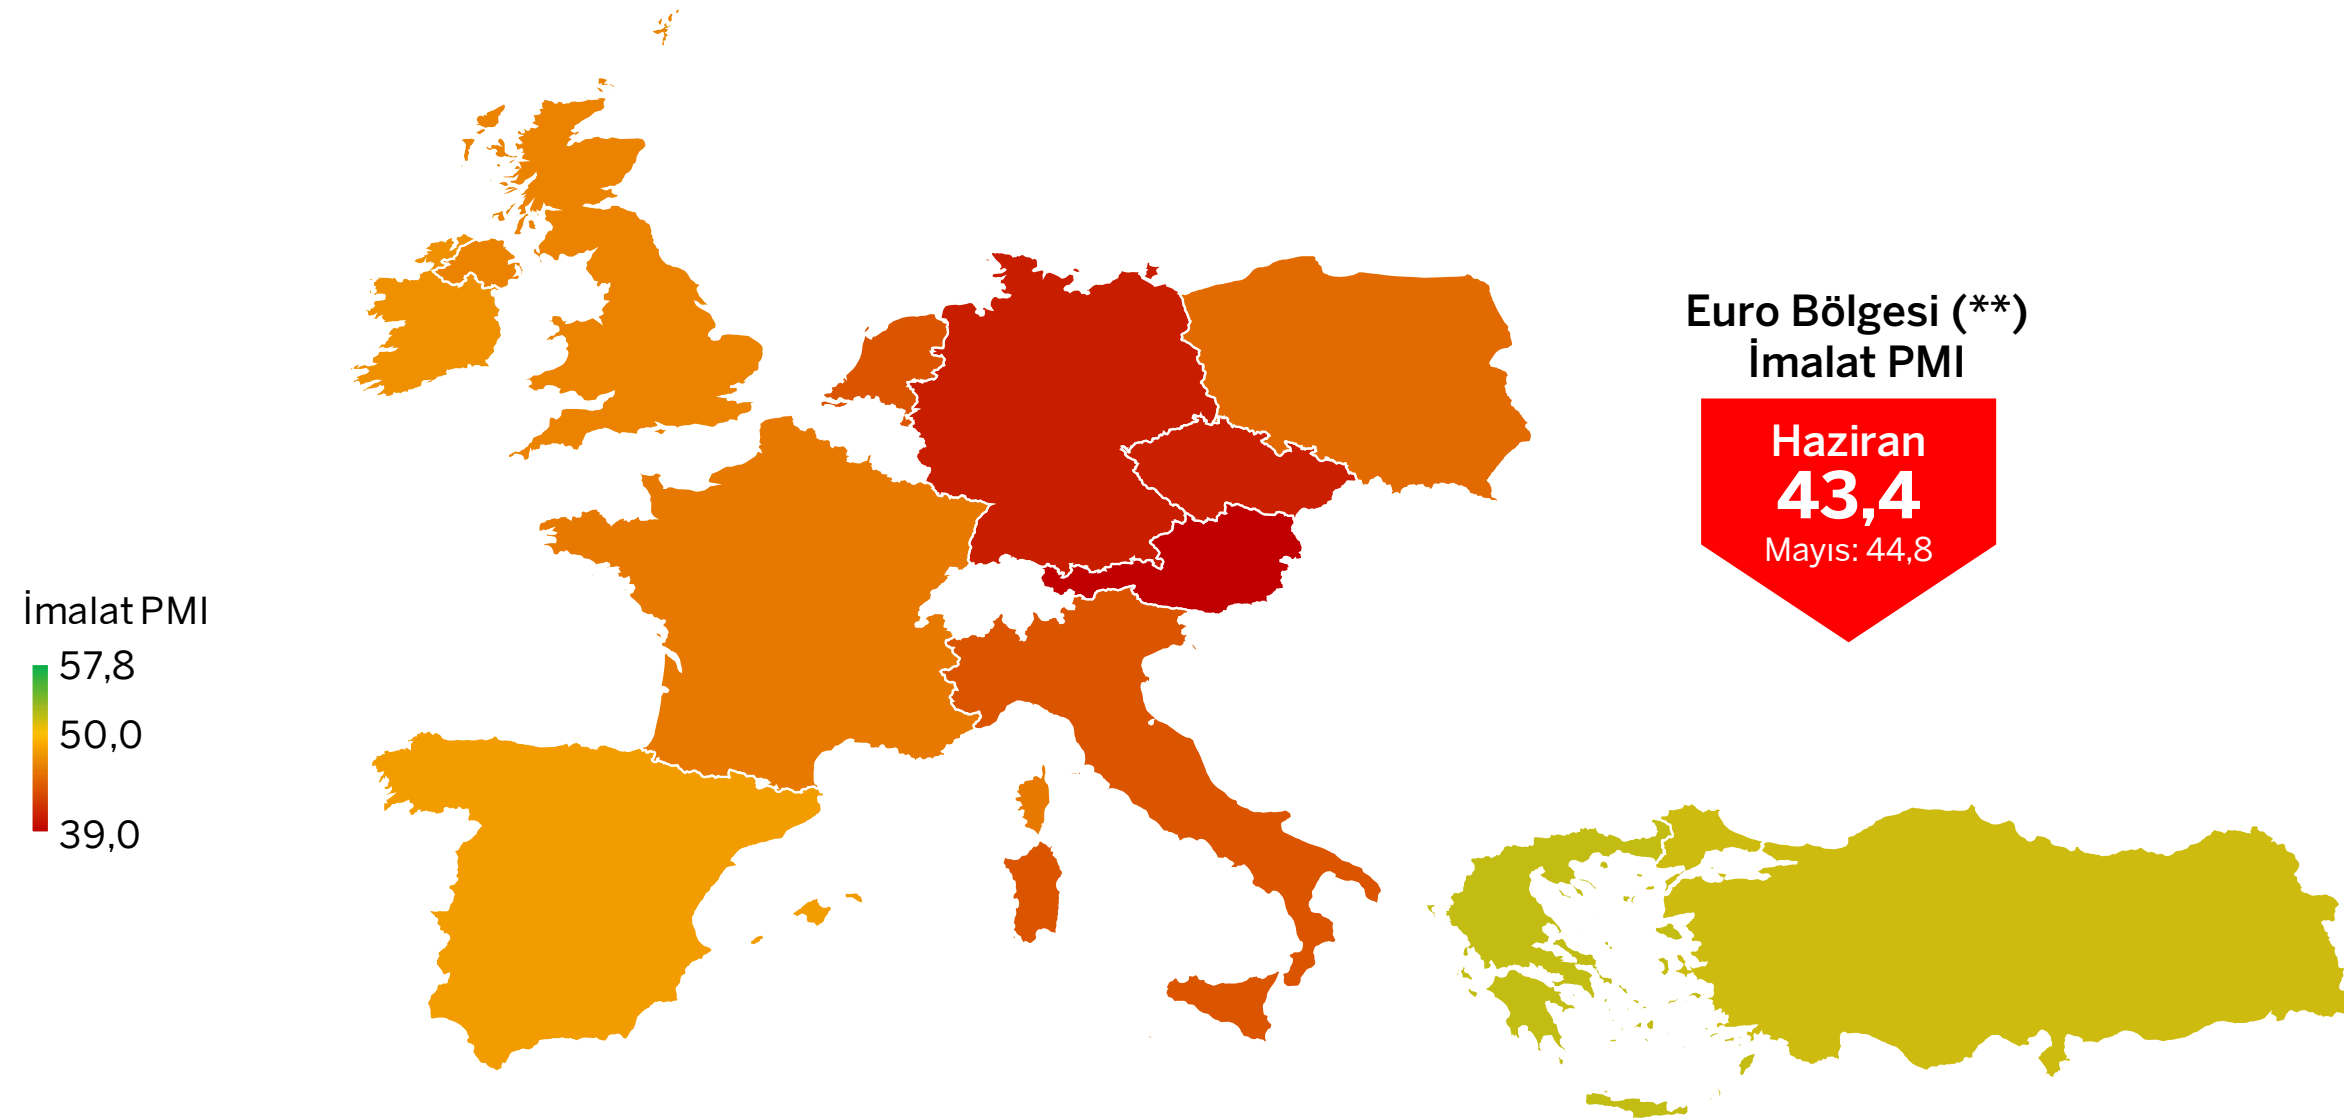 Euro Bölgesi (**)
İmalat PMI
Haziran
43,4
Mayıs: 44,8
İmalat PMI
57,8
50,0
39,0